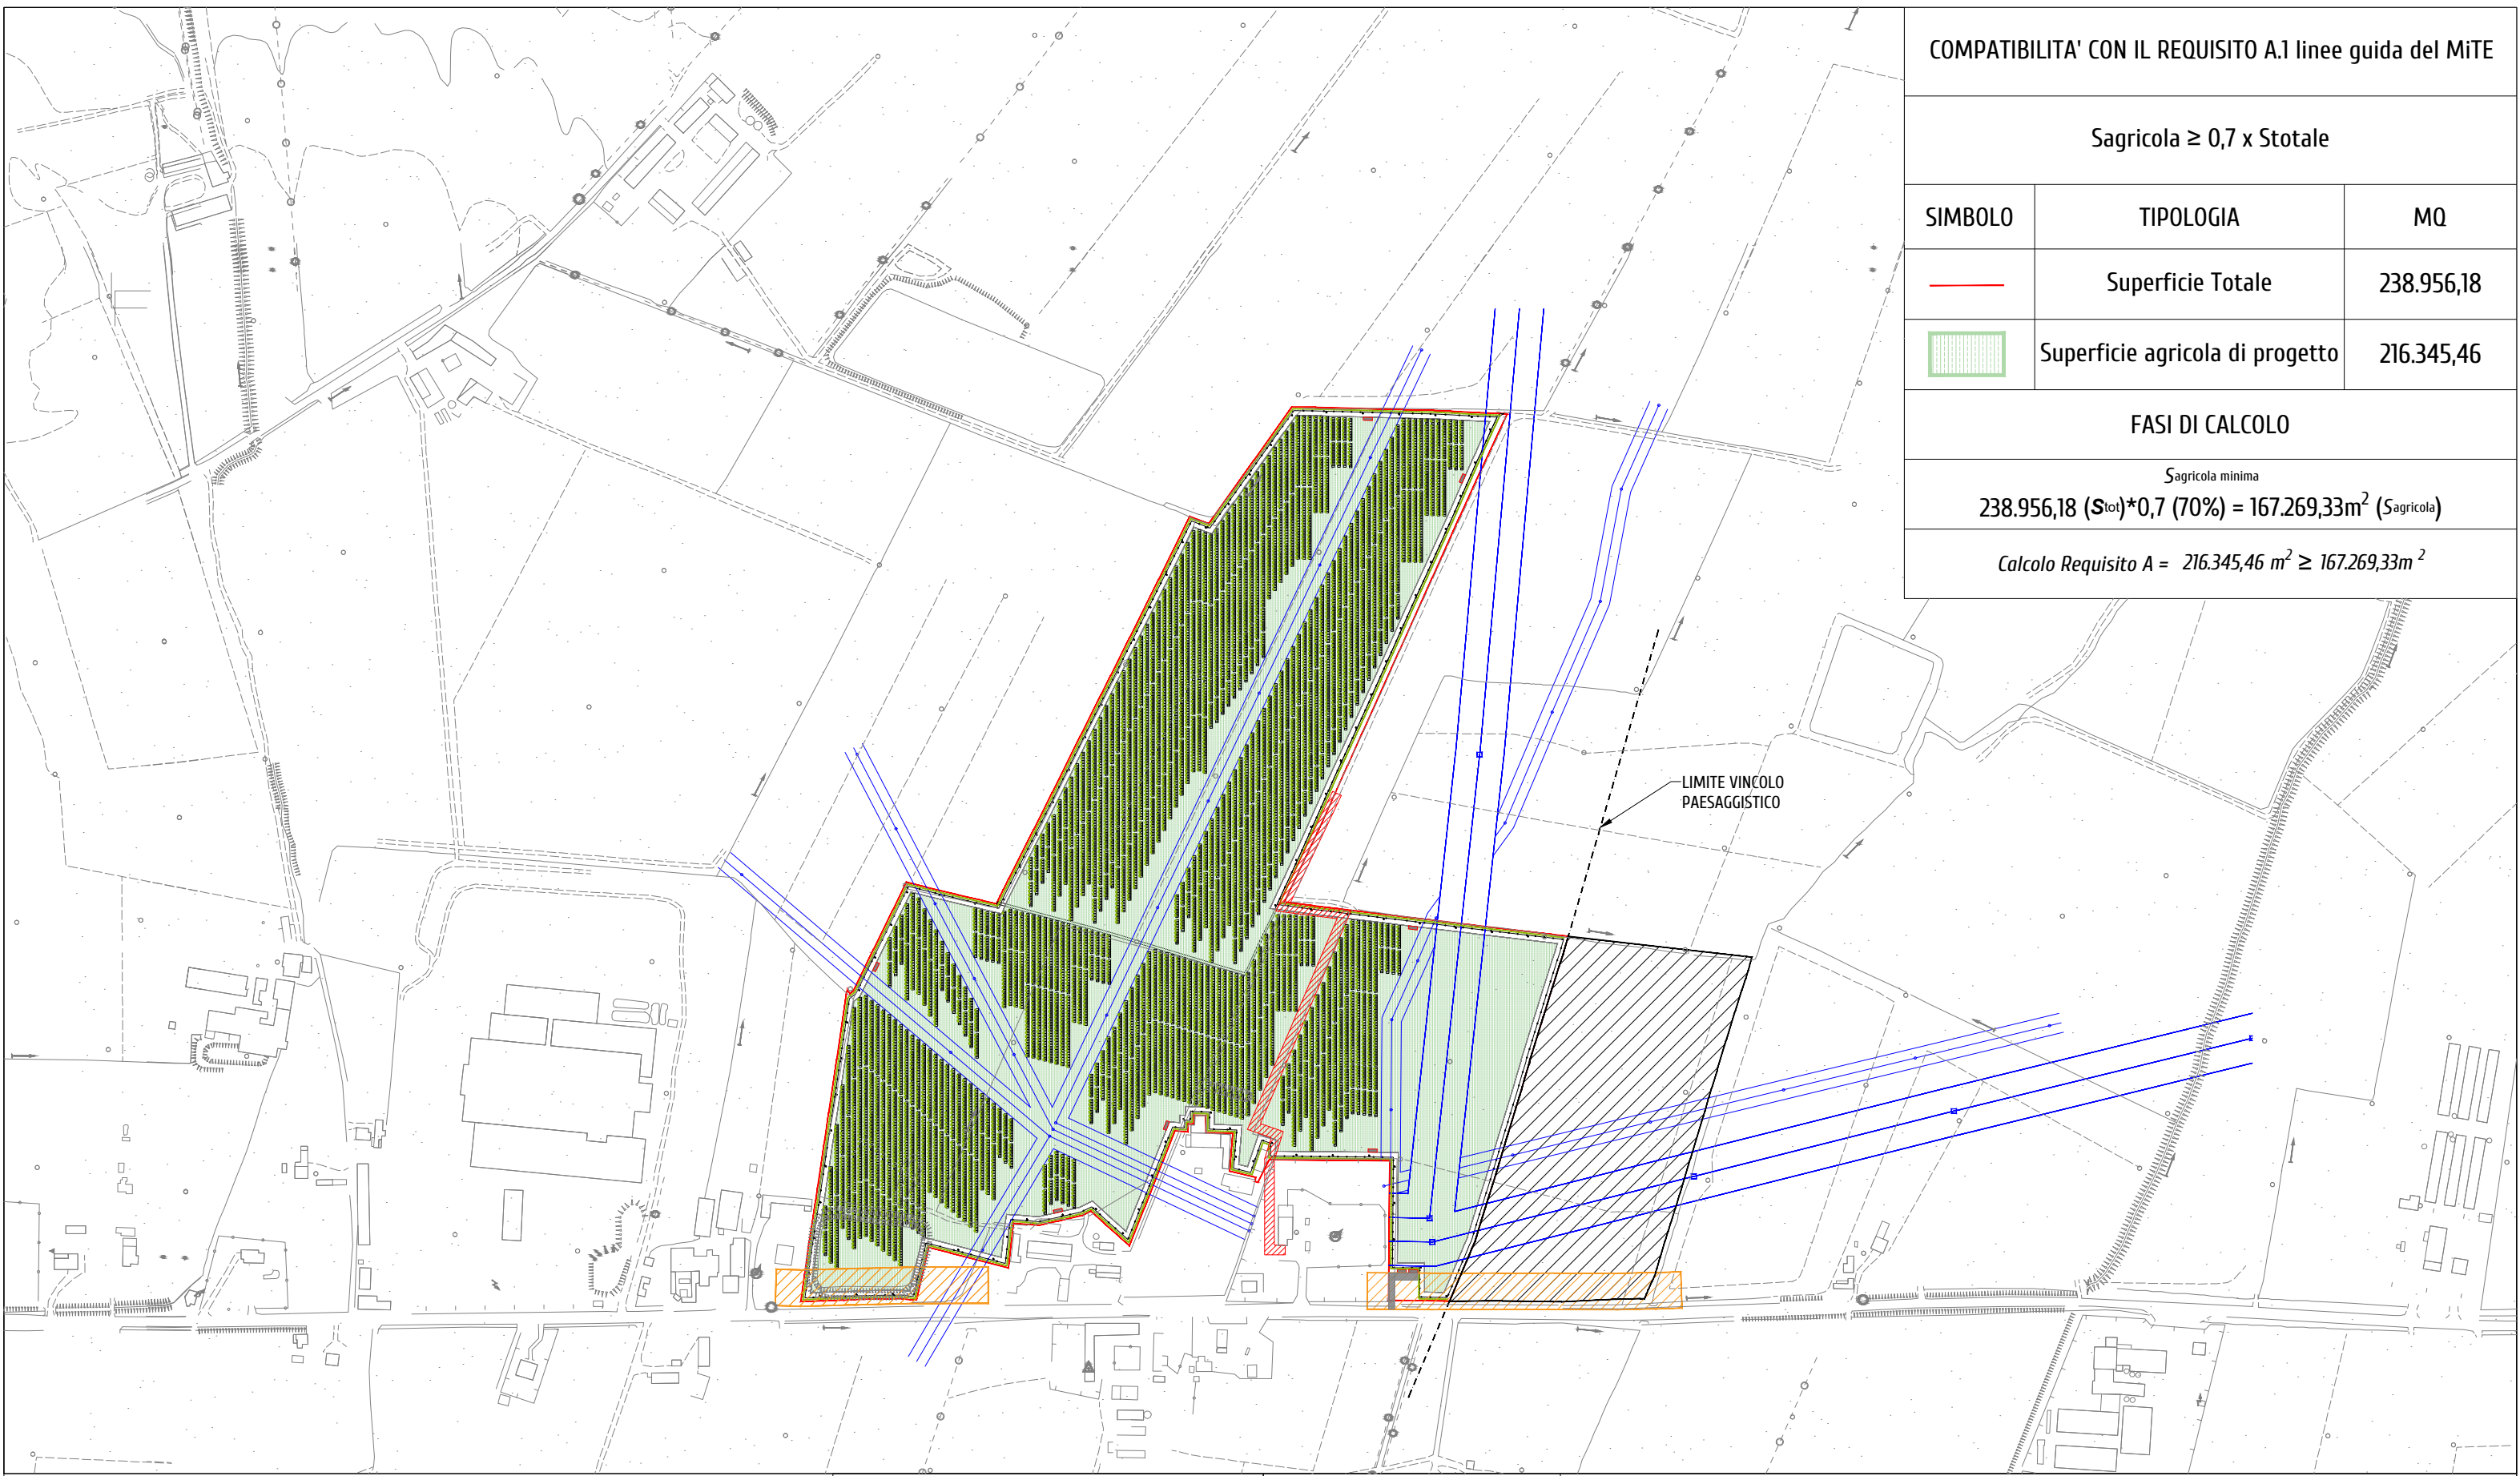 COMPATIBILITA' CON IL REQUISITO A.1 linee guida del MiTE
Sagricola ≥ 0,7 x Stotale
SIMBOLO TIPOLOGIA MQ
Superficie Totale 238.956,18
Superficie agricola di progetto 216.345,46
FASI DI CALCOLO
Sagricola minima
238.956,18 (Stot)*0,7 (70%) = 167.269,33m² (Sagricola)
Calcolo Requisito A = 216.345,46 m² ≥ 167.269,33m ²
LIMITE VINCOLO
PAESAGGISTICO